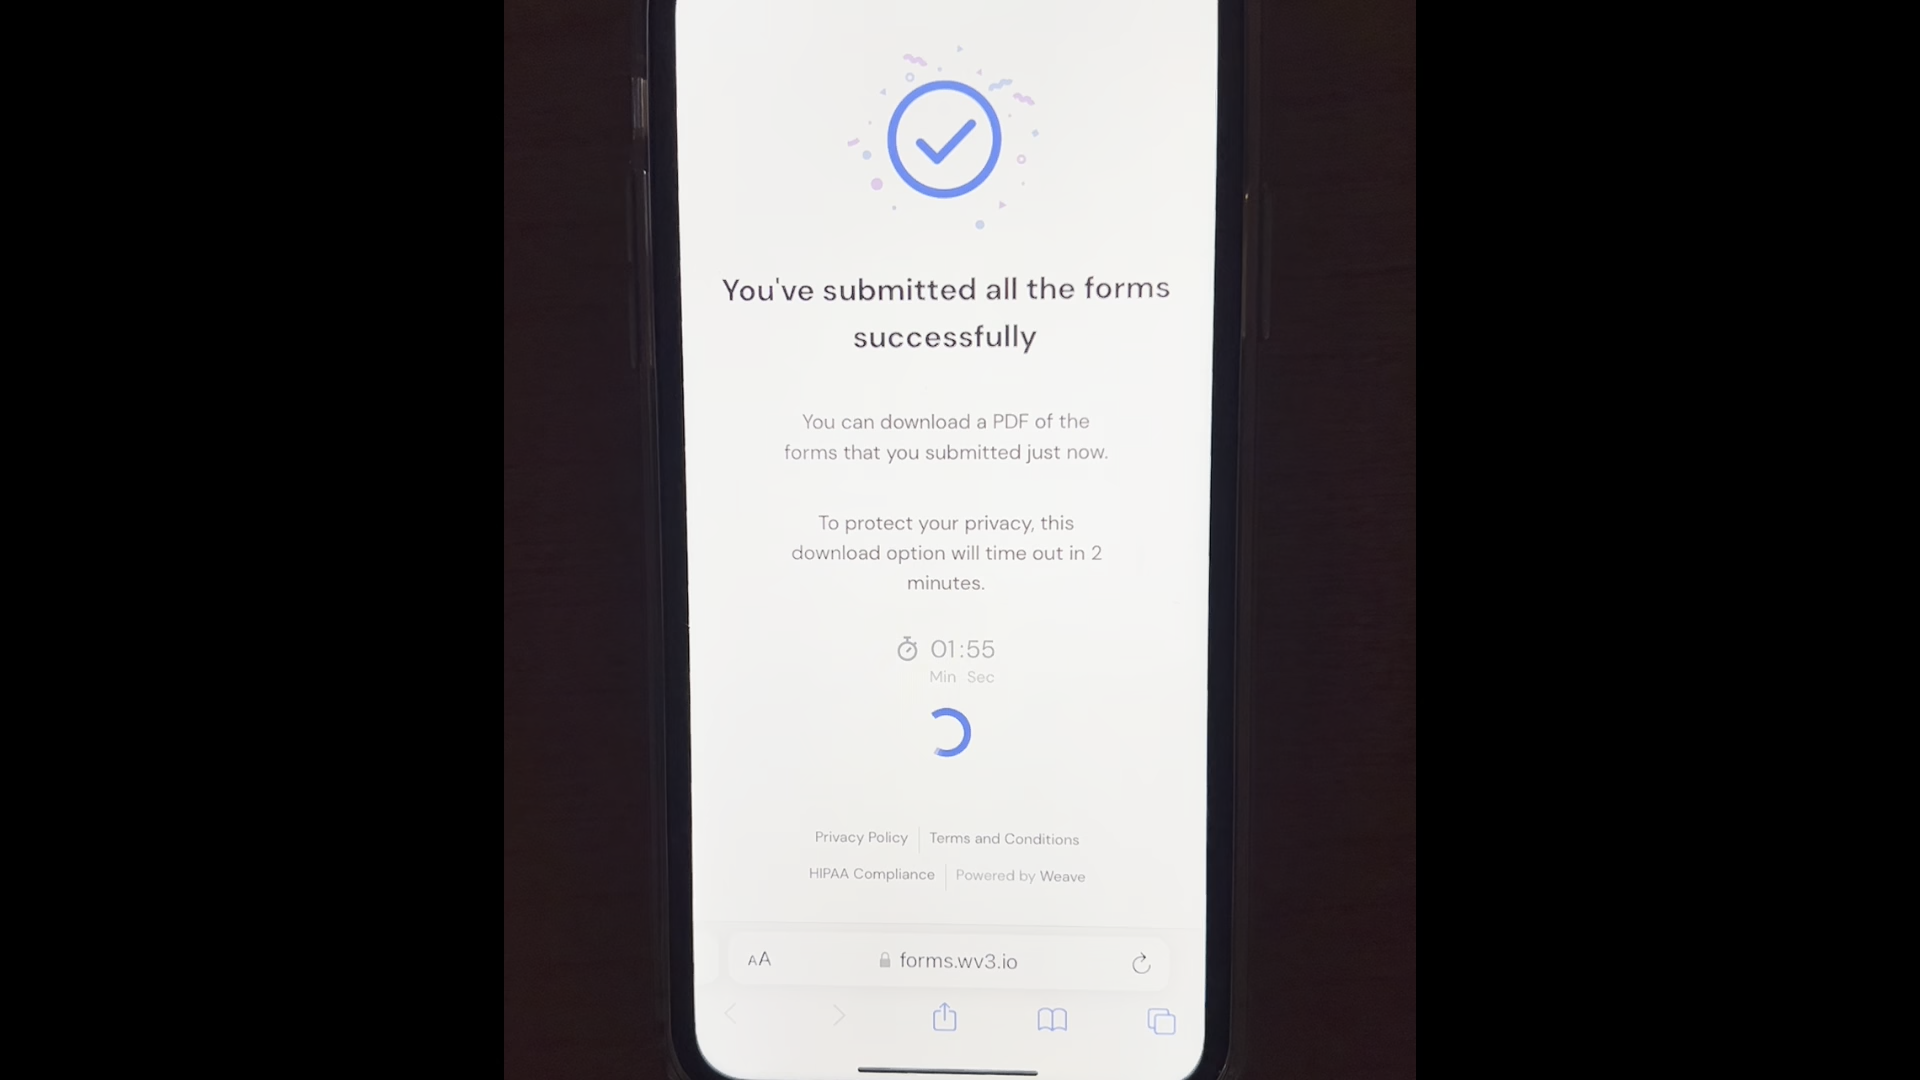 You've submitted all the forms
successfully
You can download a PDF of the
forms that you submitted just now.
To protect your privacy, this
download option will time out in 2
minutes.
01:55
Min Sec
Privacy Policy Terms and Conditions
HIPAA Compliance Powered by Weave
AA forms.wv3.io